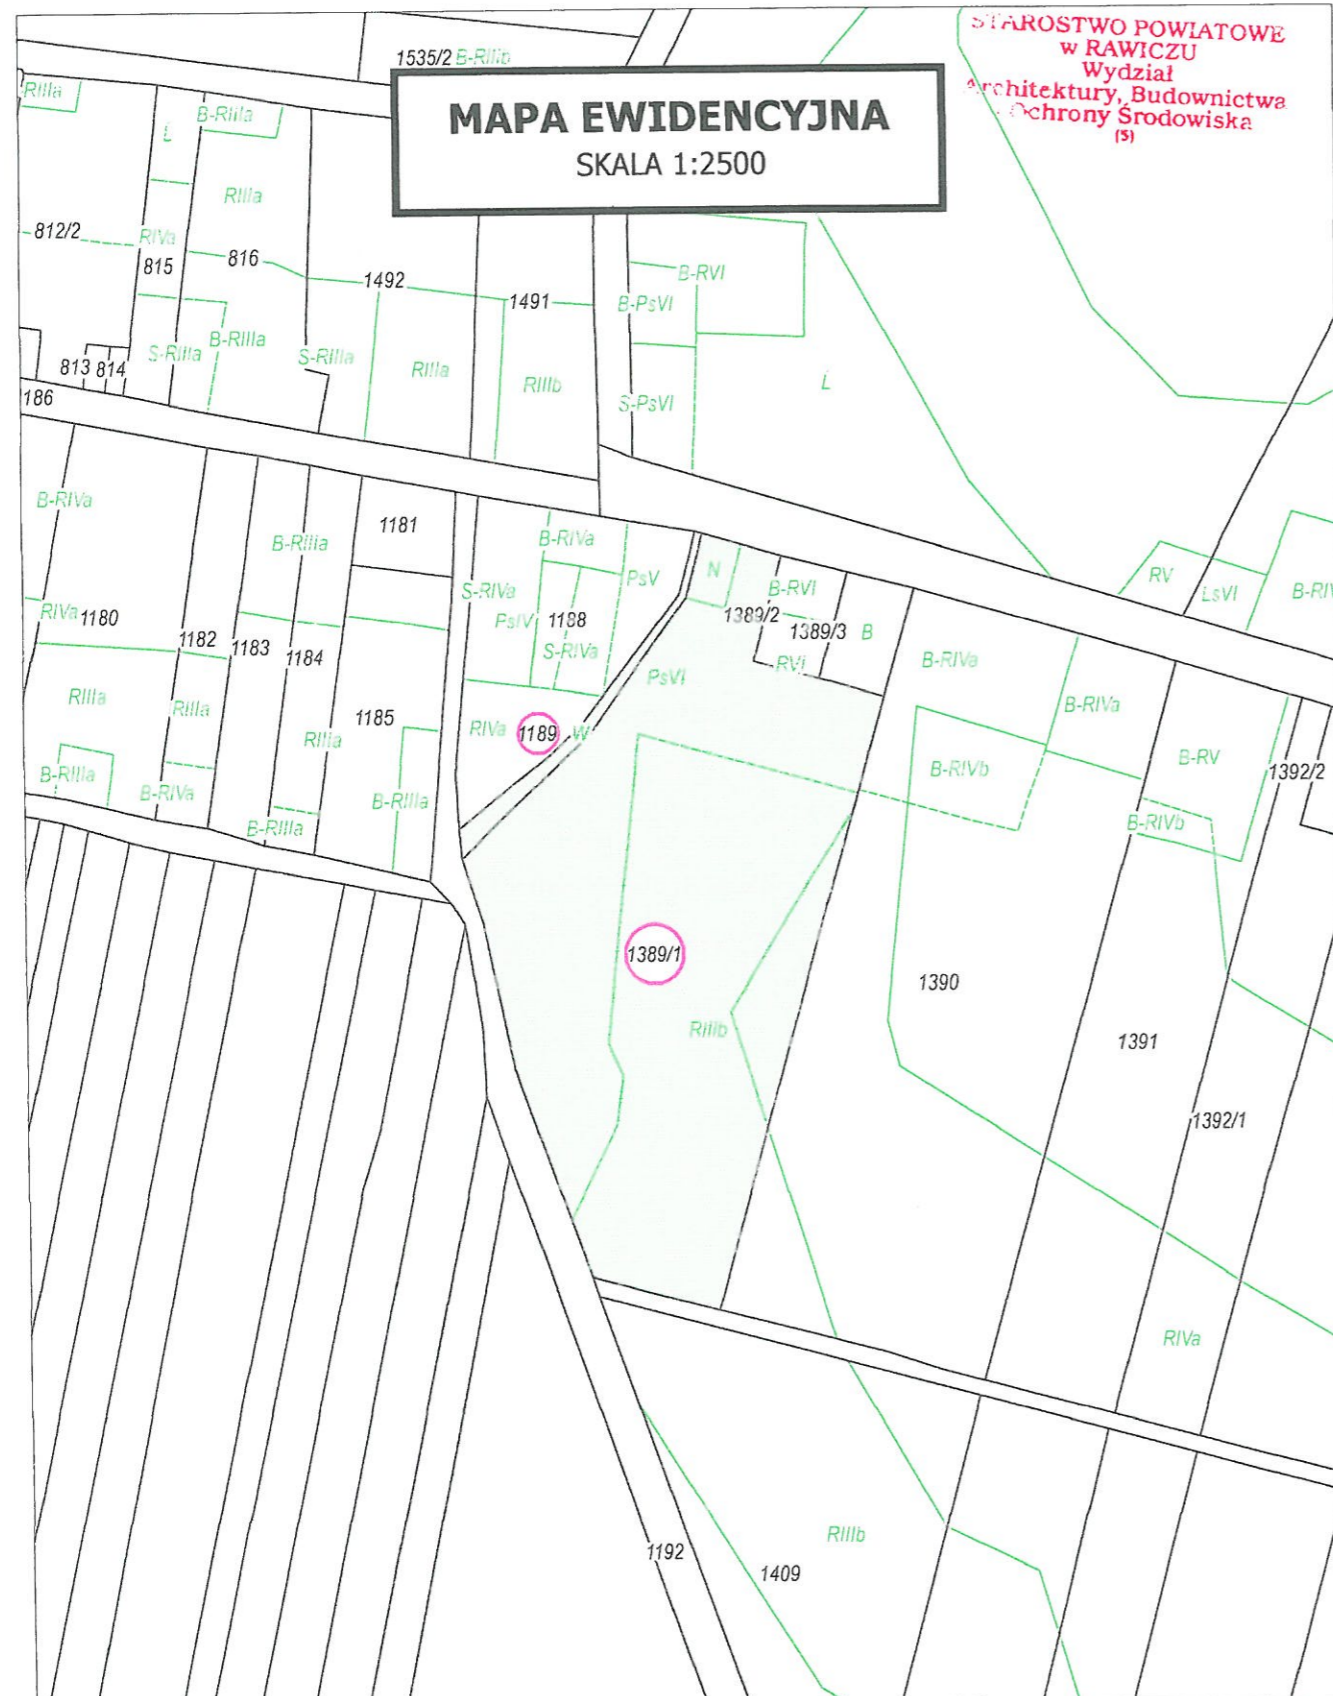 STAROSTWO POWIATOWE
w RAWICZU
Wydział
Architektury, Budownictwa
Ochrony Środowiska
(5)
1535/2 B-RIIIb
MAPA EWIDENCYJNA
SKALA 1:2500
RIIIa
B-RIIIa
Ł
RIIIa
812/2
RIVa
815
816
1492
1491
B-RVI
B-PsVI
S-RIIIa
B-RIIIa
S-RIIIa
RIIIa
RIIIb
813
814
S-PsVI
Ł
186
B-RIVa
B-RIIIa
1181
B-RIVa
S-RIVa
PsV
N
B-RVI
RV
LsVI
B-RIV
RIVa
1180
1182
1183
1184
PsIV
1188
S-RIVa
1389/2
1389/3
B
RVI
B-RIVa
PsVI
RIIIa
RIIIa
1185
RIIIa
RIVa
1189
W
B-RIVa
B-RIIIa
B-RIVa
B-RIIIa
B-RIIIa
B-RIVb
B-RV
1392/2
B-RIVb
1389/1
1390
RIIIb
1391
1392/1
RIVa
RIIIb
1192
1409